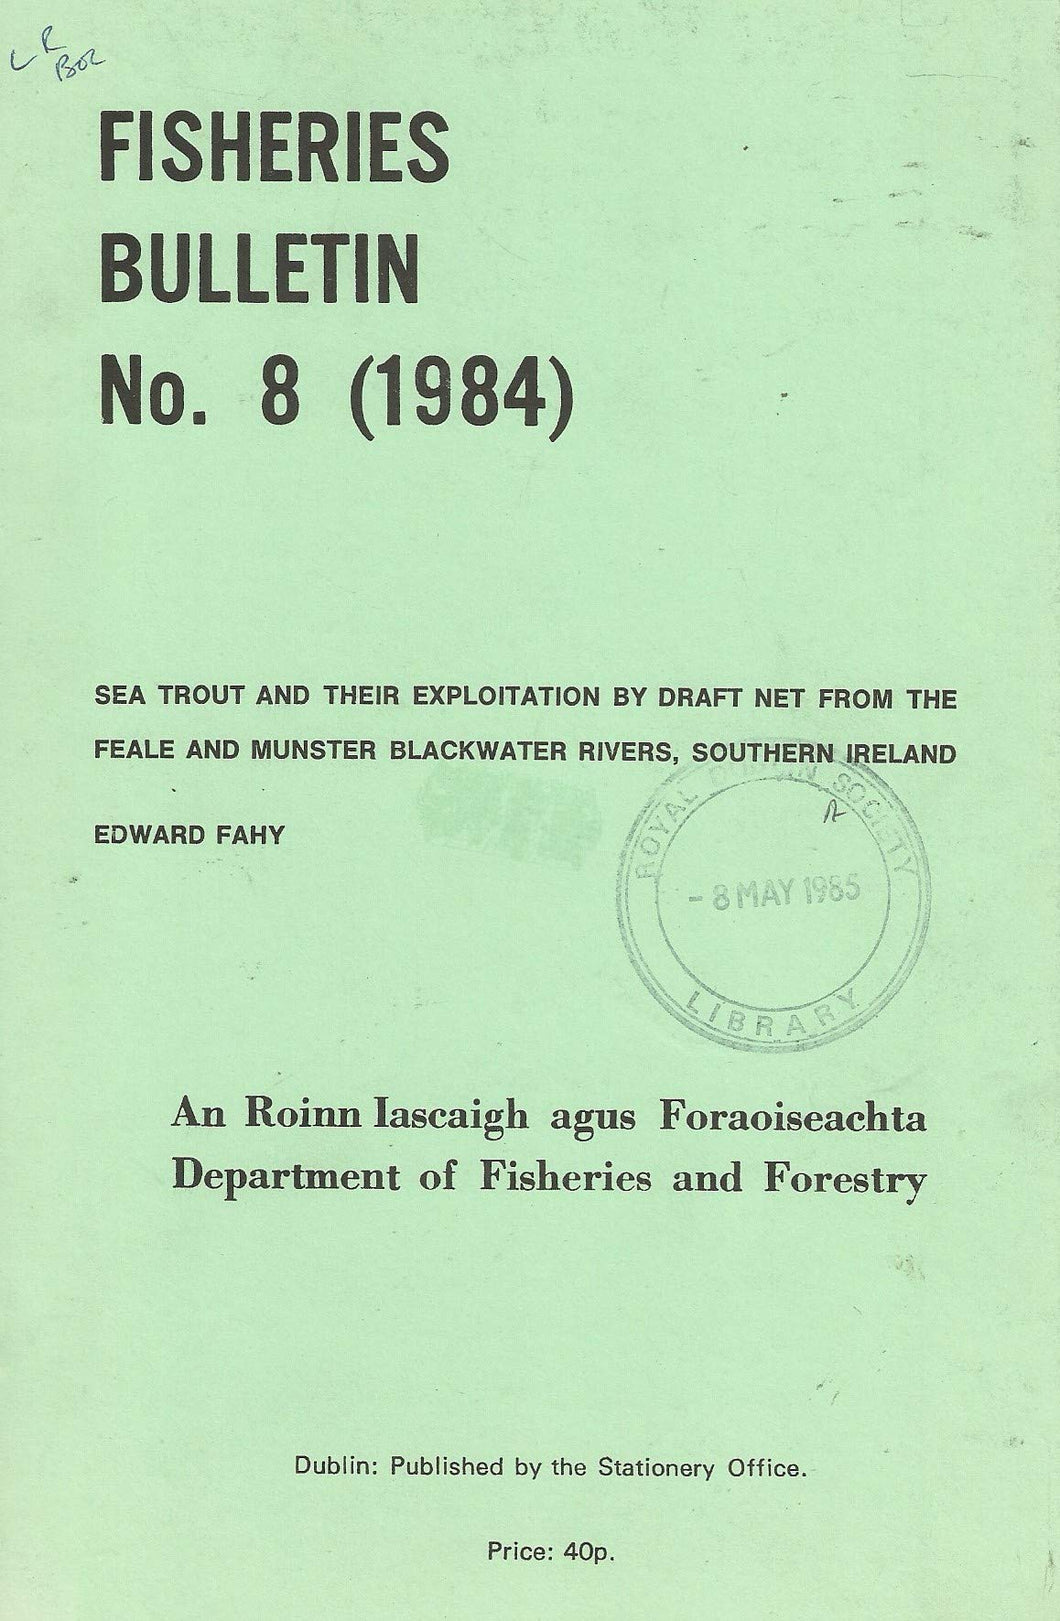 L R
FISHERIES
BULLETIN
No. 8 (1984)
SEA TROUT AND THEIR EXPLOITATION BY DRAFT NET FROM THE
FEALE AND MUNSTER BLACKWATER RIVERS, SOUTHERN IRELAND
EDWARD FAHY
ROYAL DUBLIN SOCIETY
- 8 MAY 1985
LIBRARY
An Roinn Iascaigh agus Foraoiseachta
Department of Fisheries and Forestry
Dublin: Published by the Stationery Office.
Price: 40p.